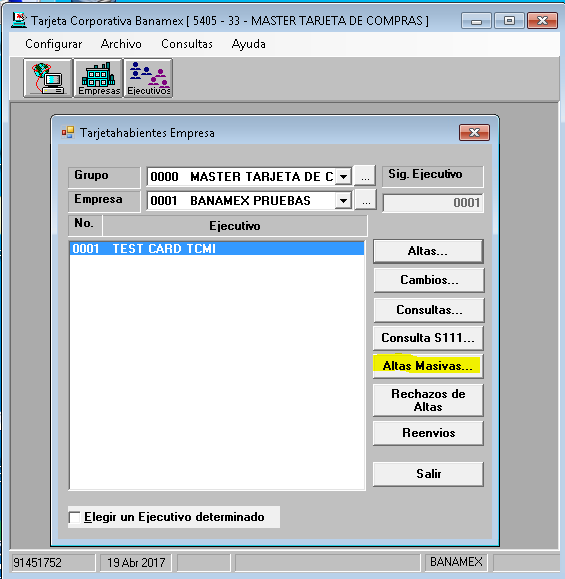 Tarjeta Corporativa Banamex [ 5405 - 33 - MASTER TARJETA DE COMPRAS ]
Configurar Archivo Consultas Ayuda
Empresas Ejecutivos
Tarjetahabientes Empresa
Grupo 0000 MASTER TARJETA DE C ... Sig. Ejecutivo
Empresa 0001 BANAMEX PRUEBAS ... 0001
No. Ejecutivo
0001 TEST CARD TCMI
Altas...
Cambios...
Consultas...
Consulta S111...
Altas Masivas...
Rechazos de
Altas
Reenvios
Salir
Elegir un Ejecutivo determinado
91451752 19 Abr 2017 BANAMEX